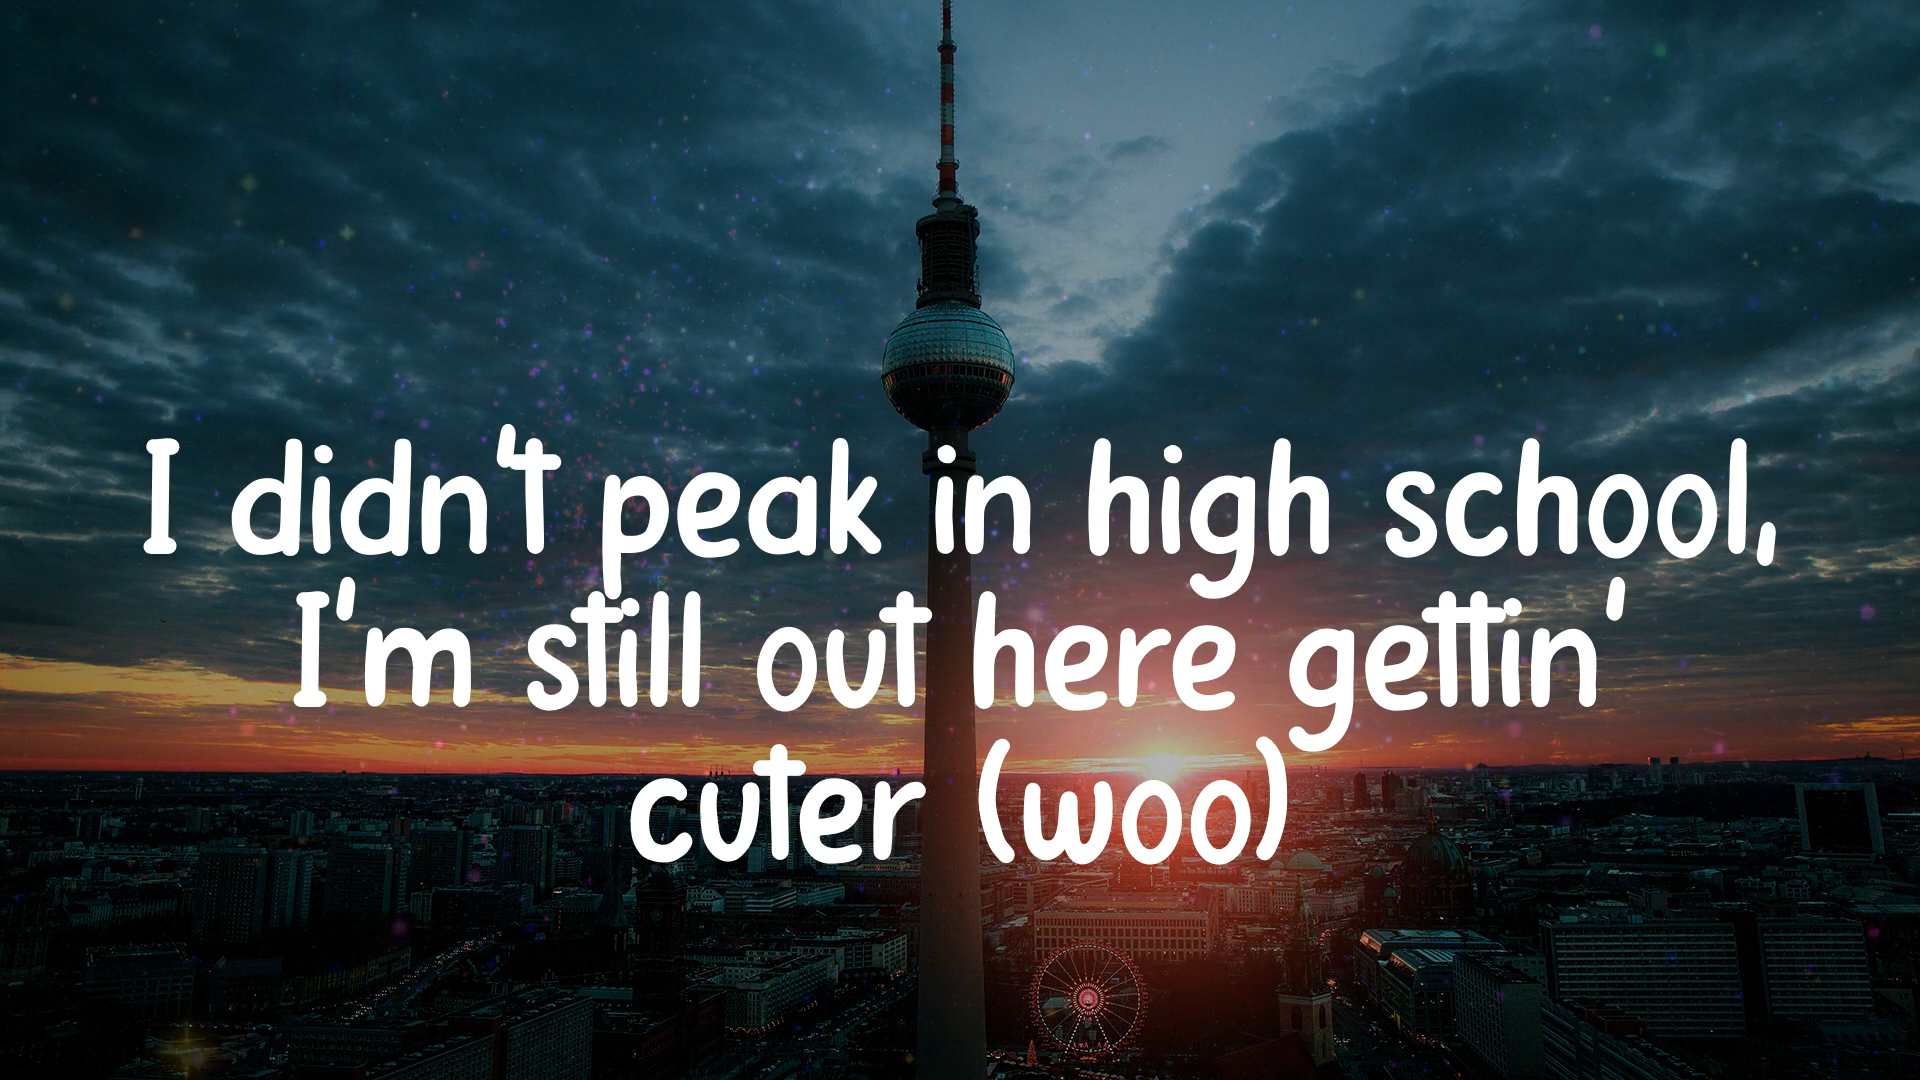 I didn't peak in high school,
I'm still out here gettin'
cuter (woo)